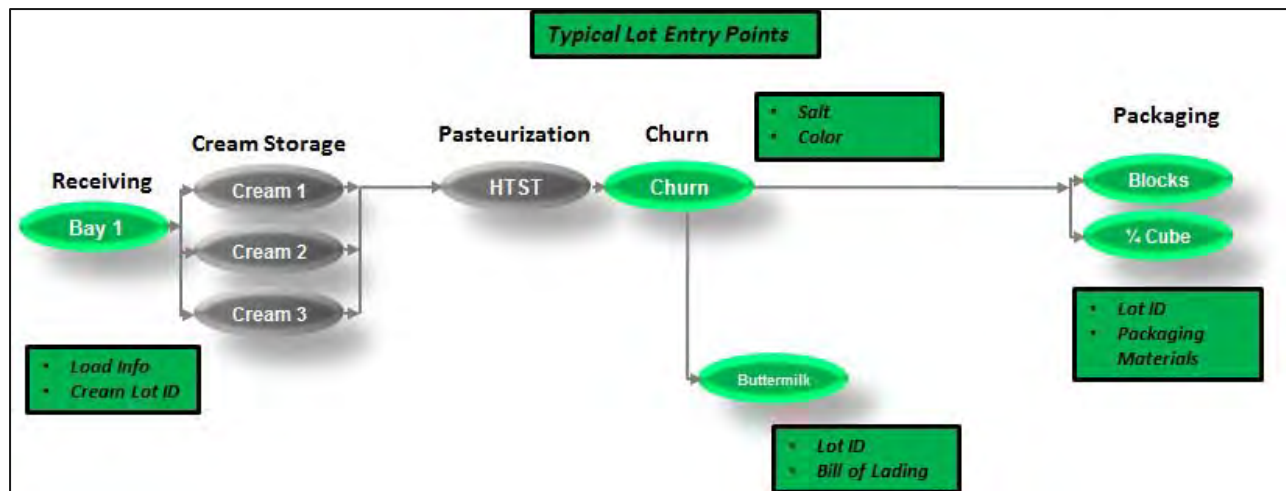 Typical Lot Entry Points
• Salt
• Color
Packaging
Pasteurization
Churn
Cream Storage
Receiving
Cream 1
HTST
Churn
Blocks
Bay 1
Cream 2
¼ Cube
Cream 3
• Load Info
• Cream Lot ID
• Lot ID
• Packaging
Materials
Buttermilk
• Lot ID
• Bill of Lading